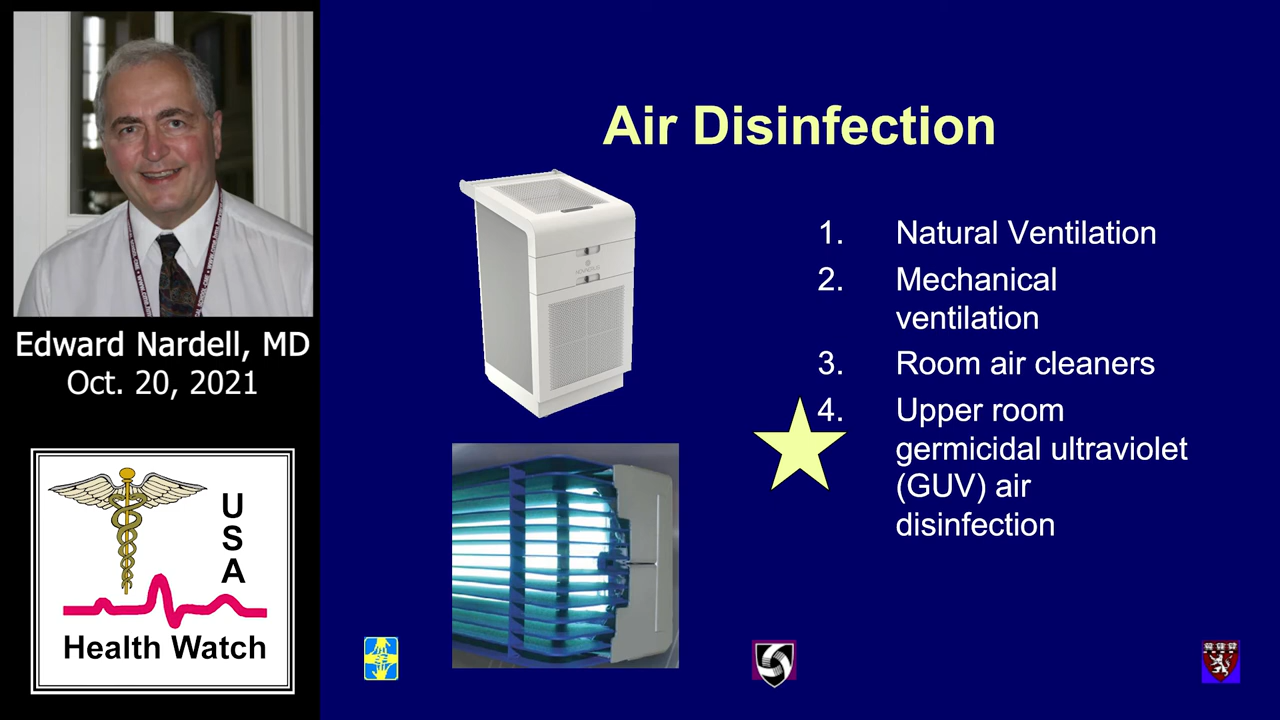 Edward Nardell, MD
Oct. 20, 2021
U
S
A
Health Watch
Air Disinfection
1. Natural Ventilation
2. Mechanical
ventilation
3. Room air cleaners
4. Upper room
germicidal ultraviolet
(GUV) air
disinfection